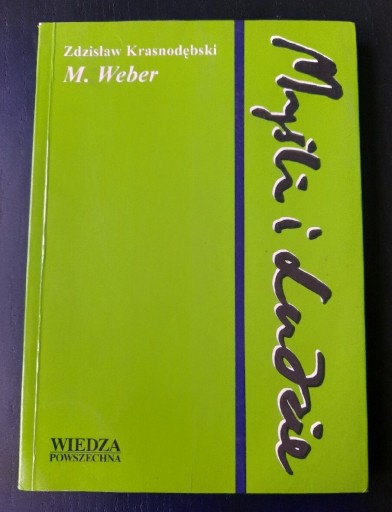 Zdzisław Krasnodębski
M. Weber
Myśli i ludzie
WIEDZA
POWSZECHNA